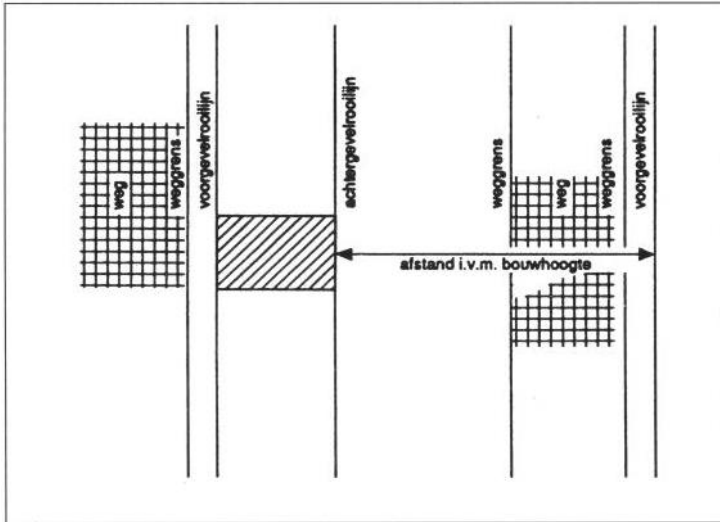 weg
weggrens
voorgevelrooilijn
achtergevelrooilijn
weggrens
weg
weggrens
voorgevelrooilijn
afstand i.v.m. bouwhoogte